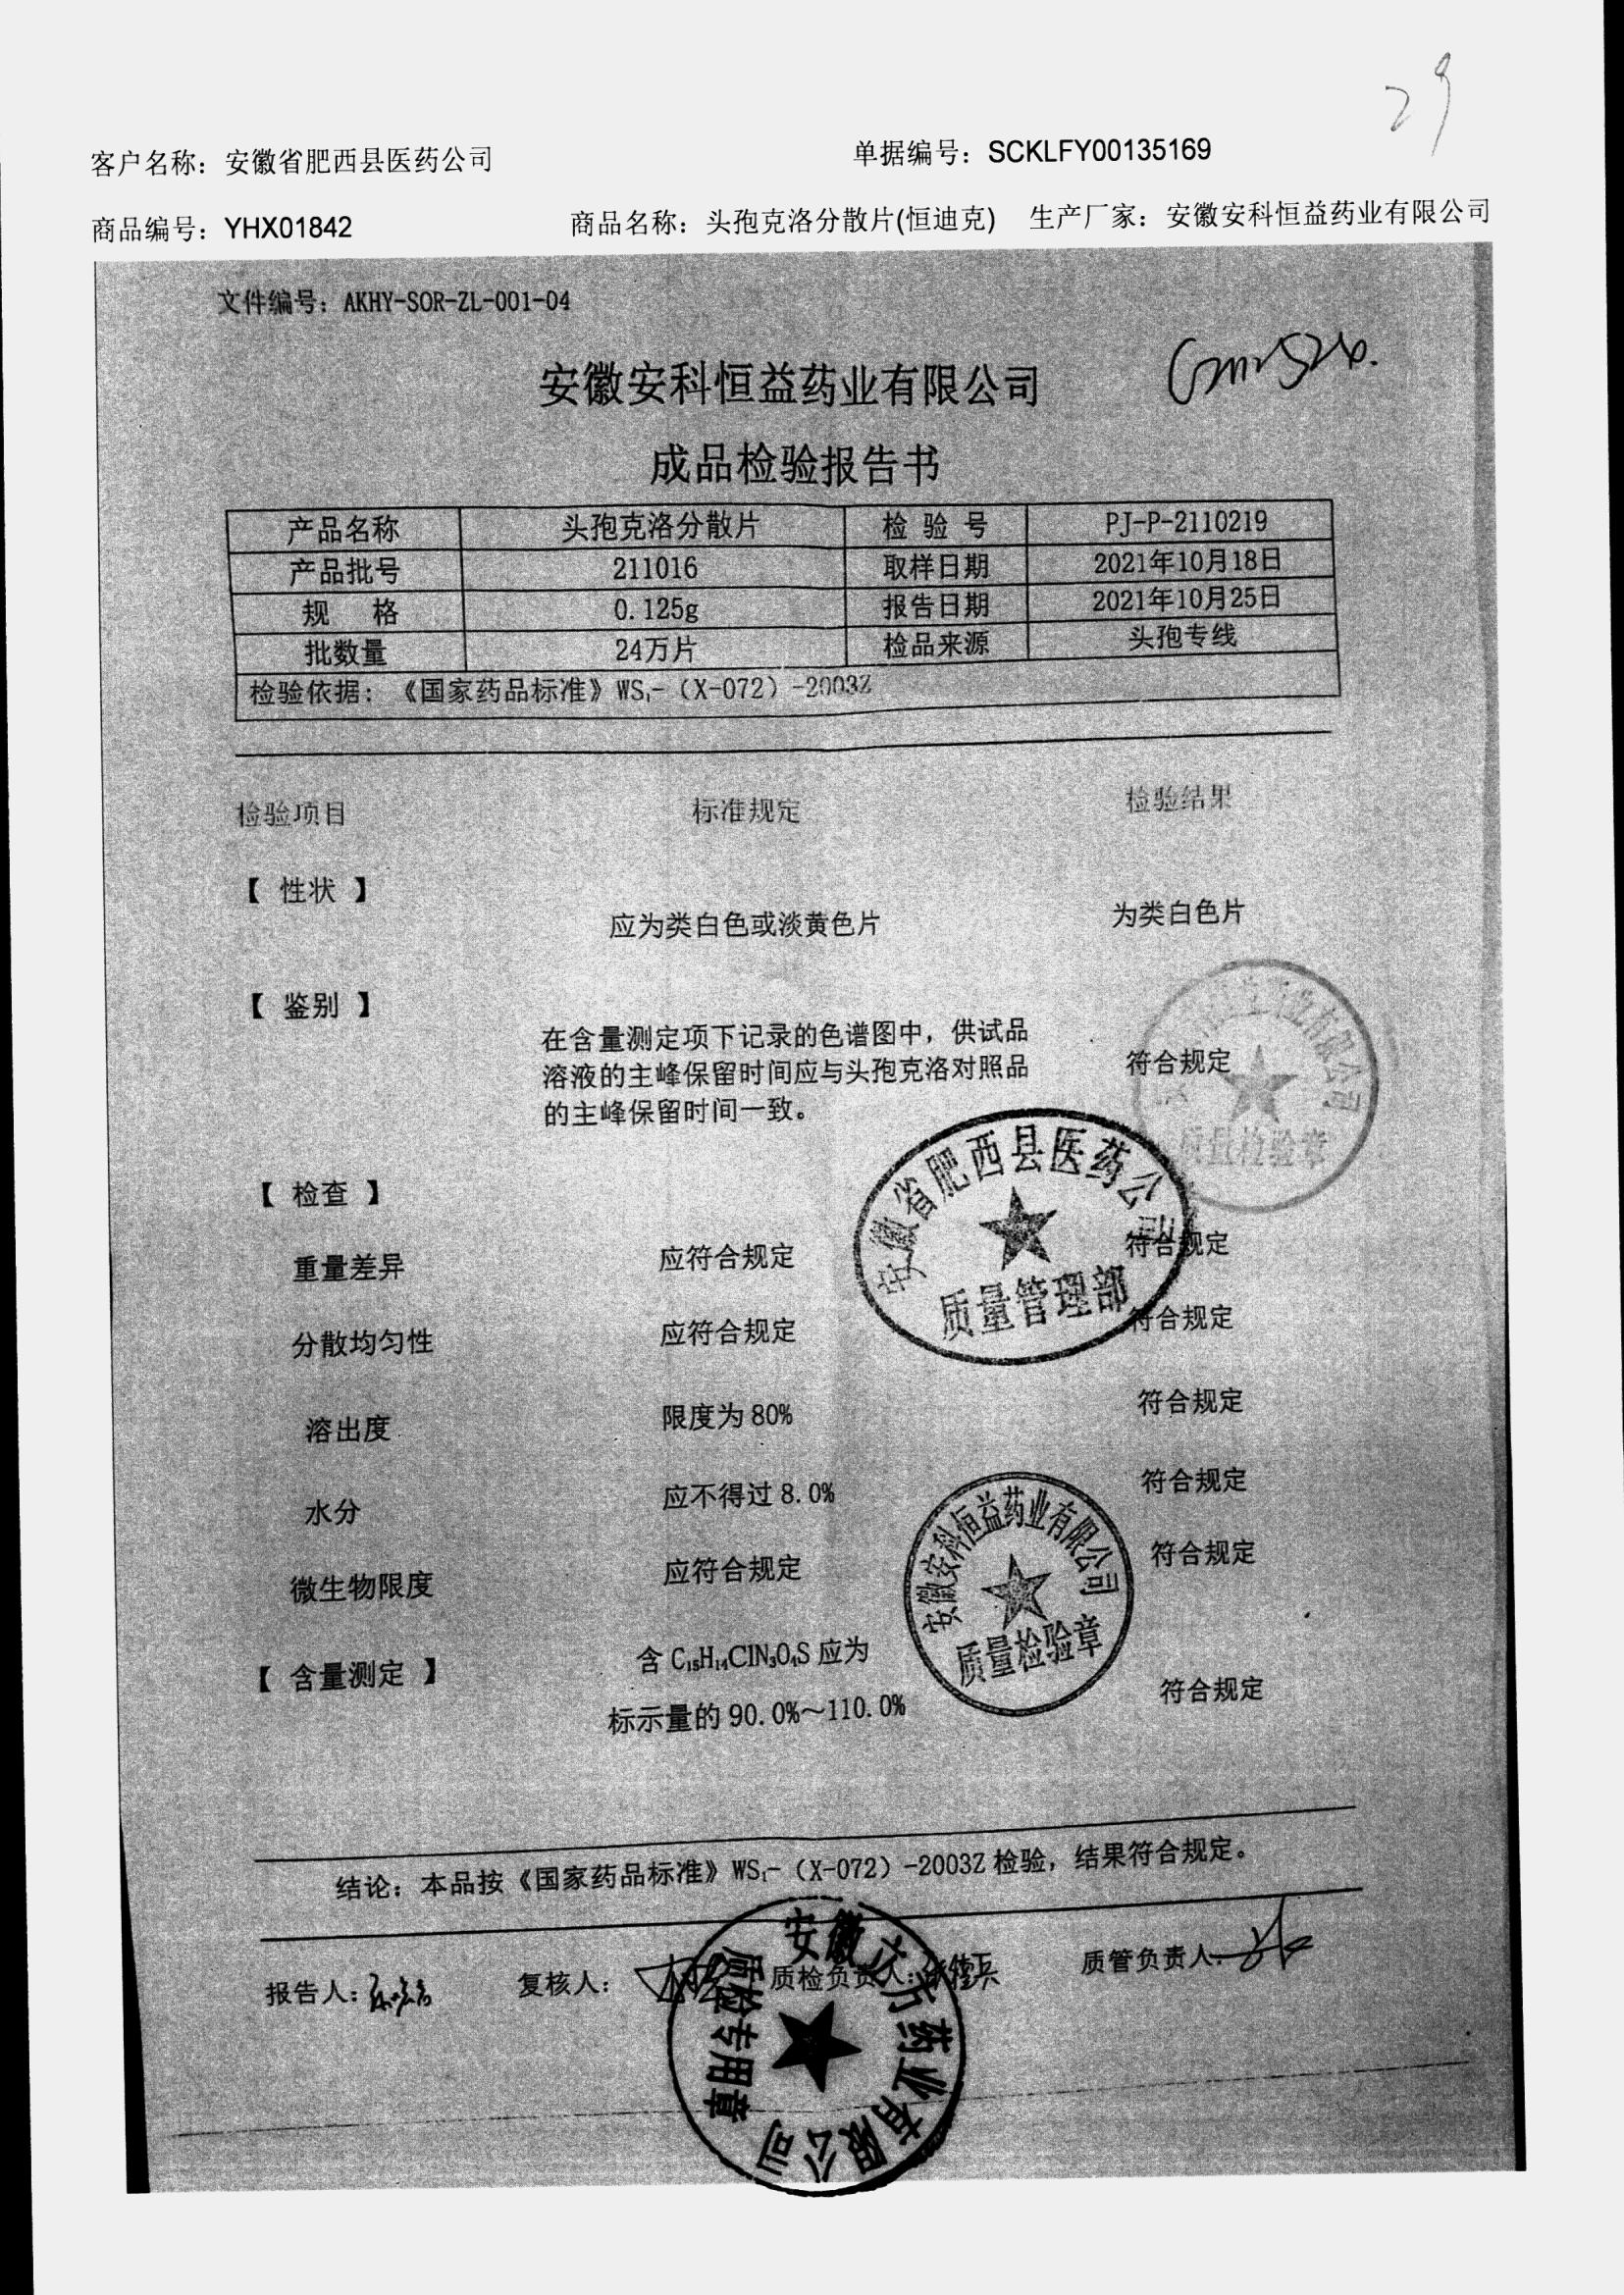 29
客户名称：安徽省肥西县医药公司 单据编号：SCKLFY00135169
商品编号：YHX01842 商品名称：头孢克洛分散片(恒迪克) 生产厂家：安徽安科恒益药业有限公司
文件编号：AKHY-SOR-ZL-001-04
安徽安科恒益药业有限公司
成品检验报告书
产品名称 头孢克洛分散片 检验号 PJ-P-2110219
产品批号 211016 取样日期 2021年10月18日
规格 0.125g 报告日期 2021年10月25日
批数量 24万片 检品来源 头孢专线
检验依据：《国家药品标准》WS₁-（X-072）-2003Z
检验项目 标准规定 检验结果
【 性状 】
应为类白色或淡黄色片 为类白色片
【 鉴别 】
在含量测定项下记录的色谱图中，供试品
溶液的主峰保留时间应与头孢克洛对照品 符合规定
的主峰保留时间一致。
质量检验章
安徽省肥西县医药公司
质量管理部
【 检查 】
重量差异 应符合规定 符合规定
分散均匀性 应符合规定 符合规定
溶出度 限度为80% 符合规定
水分 应不得过8.0% 符合规定
微生物限度 应符合规定 符合规定
安徽安科恒益药业有限公司
质量检验章
【 含量测定 】 含C₁₅H₁₄ClN₃O₄S应为
标示量的90.0%～110.0% 符合规定
结论：本品按《国家药品标准》WS₁-（X-072）-2003Z检验，结果符合规定。
报告人： 复核人： 质检负责人： 质管负责人：
安徽立方药业有限公司
质检专用章